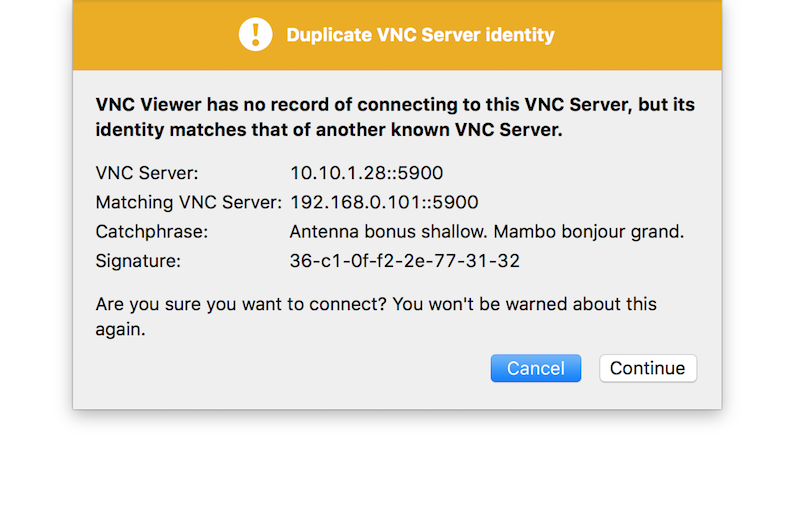 Duplicate VNC Server identity
VNC Viewer has no record of connecting to this VNC Server, but its
identity matches that of another known VNC Server.
VNC Server: 10.10.1.28::5900
Matching VNC Server: 192.168.0.101::5900
Catchphrase: Antenna bonus shallow. Mambo bonjour grand.
Signature: 36-c1-0f-f2-2e-77-31-32
Are you sure you want to connect? You won't be warned about this
again.
Cancel Continue